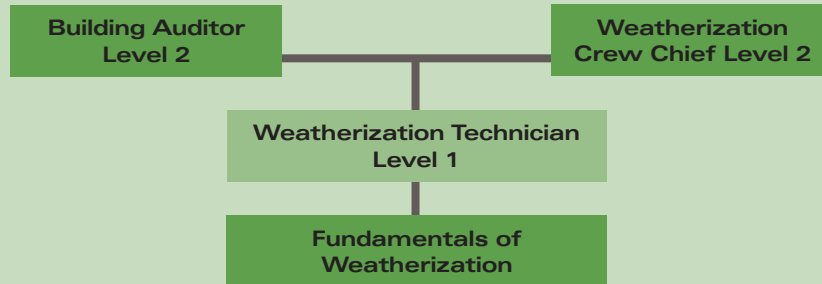 Building Auditor
Level 2
Weatherization
Crew Chief Level 2
Weatherization Technician
Level 1
Fundamentals of
Weatherization